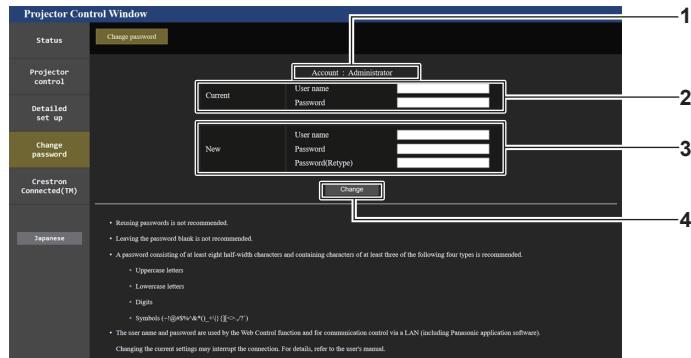 Projector Control Window
Status
Change password
Projector control
Detailed set up
Change password
Crestron Connected(TM)
Japanese
Account : Administrator
Current
User name
Password
New
User name
Password
Password(Retype)
Change
• Reusing passwords is not recommended.
• Leaving the password blank is not recommended.
• A password consisting of at least eight half-width characters and containing characters of at least three of the following four types is recommended.
Uppercase letters
Lowercase letters
Digits
Symbols (~!@#$%^&*()_+\|{}[]<>.,/?`)
• The user name and password are used by the Web Control function and for communication control via a LAN (including Panasonic application software).
Changing the current settings may interrupt the connection. For details, refer to the user's manual.
1
2
3
4